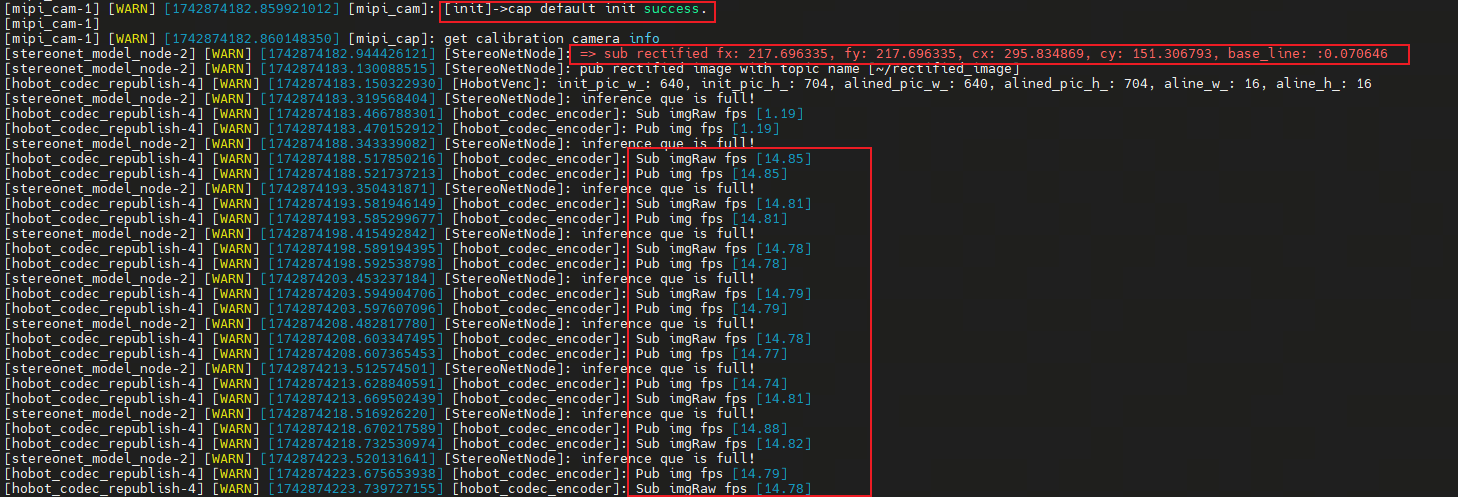 [mipi_cam-1] [WARN] [1742874182.859921012] [mipi_cam]: [init]->cap default init success.
[mipi_cam-1]
[mipi_cam-1] [WARN] [1742874182.860148350] [mipi_cap]: get calibration camera info
[stereonet_model_node-2] [WARN] [1742874182.944426121] [StereoNetNode]: => sub rectified fx: 217.696335, fy: 217.696335, cx: 295.834869, cy: 151.306793, base_line: :0.070646
[stereonet_model_node-2] [WARN] [1742874183.130088515] [StereoNetNode]: pub rectified image with topic name [~/rectified_image]
[hobot_codec_republish-4] [WARN] [1742874183.150322930] [HobotVenc]: init_pic_w_: 640, init_pic_h_: 704, alined_pic_w_: 640, alined_pic_h_: 704, aline_w_: 16, aline_h_: 16
[stereonet_model_node-2] [WARN] [1742874183.319568404] [StereoNetNode]: inference que is full!
[hobot_codec_republish-4] [WARN] [1742874183.466788301] [hobot_codec_encoder]: Sub imgRaw fps [1.19]
[hobot_codec_republish-4] [WARN] [1742874183.470152912] [hobot_codec_encoder]: Pub img fps [1.19]
[stereonet_model_node-2] [WARN] [1742874188.343339082] [StereoNetNode]: inference que is full!
[hobot_codec_republish-4] [WARN] [1742874188.517850216] [hobot_codec_encoder]: Sub imgRaw fps [14.85]
[hobot_codec_republish-4] [WARN] [1742874188.521737213] [hobot_codec_encoder]: Pub img fps [14.85]
[stereonet_model_node-2] [WARN] [1742874193.350431871] [StereoNetNode]: inference que is full!
[hobot_codec_republish-4] [WARN] [1742874193.581946149] [hobot_codec_encoder]: Sub imgRaw fps [14.81]
[hobot_codec_republish-4] [WARN] [1742874193.585299677] [hobot_codec_encoder]: Pub img fps [14.81]
[stereonet_model_node-2] [WARN] [1742874198.415492842] [StereoNetNode]: inference que is full!
[hobot_codec_republish-4] [WARN] [1742874198.589194395] [hobot_codec_encoder]: Sub imgRaw fps [14.78]
[hobot_codec_republish-4] [WARN] [1742874198.592538798] [hobot_codec_encoder]: Pub img fps [14.78]
[stereonet_model_node-2] [WARN] [1742874203.453237184] [StereoNetNode]: inference que is full!
[hobot_codec_republish-4] [WARN] [1742874203.594904706] [hobot_codec_encoder]: Sub imgRaw fps [14.79]
[hobot_codec_republish-4] [WARN] [1742874203.597607096] [hobot_codec_encoder]: Pub img fps [14.79]
[stereonet_model_node-2] [WARN] [1742874208.482817780] [StereoNetNode]: inference que is full!
[hobot_codec_republish-4] [WARN] [1742874208.603347495] [hobot_codec_encoder]: Sub imgRaw fps [14.78]
[hobot_codec_republish-4] [WARN] [1742874208.607365453] [hobot_codec_encoder]: Pub img fps [14.77]
[stereonet_model_node-2] [WARN] [1742874213.512574501] [StereoNetNode]: inference que is full!
[hobot_codec_republish-4] [WARN] [1742874213.628840591] [hobot_codec_encoder]: Pub img fps [14.74]
[hobot_codec_republish-4] [WARN] [1742874213.669502439] [hobot_codec_encoder]: Sub imgRaw fps [14.81]
[stereonet_model_node-2] [WARN] [1742874218.516926220] [StereoNetNode]: inference que is full!
[hobot_codec_republish-4] [WARN] [1742874218.670217589] [hobot_codec_encoder]: Pub img fps [14.88]
[hobot_codec_republish-4] [WARN] [1742874218.732530974] [hobot_codec_encoder]: Sub imgRaw fps [14.82]
[stereonet_model_node-2] [WARN] [1742874223.520131641] [StereoNetNode]: inference que is full!
[hobot_codec_republish-4] [WARN] [1742874223.675653938] [hobot_codec_encoder]: Pub img fps [14.79]
[hobot_codec_republish-4] [WARN] [1742874223.739727155] [hobot_codec_encoder]: Sub imgRaw fps [14.78]